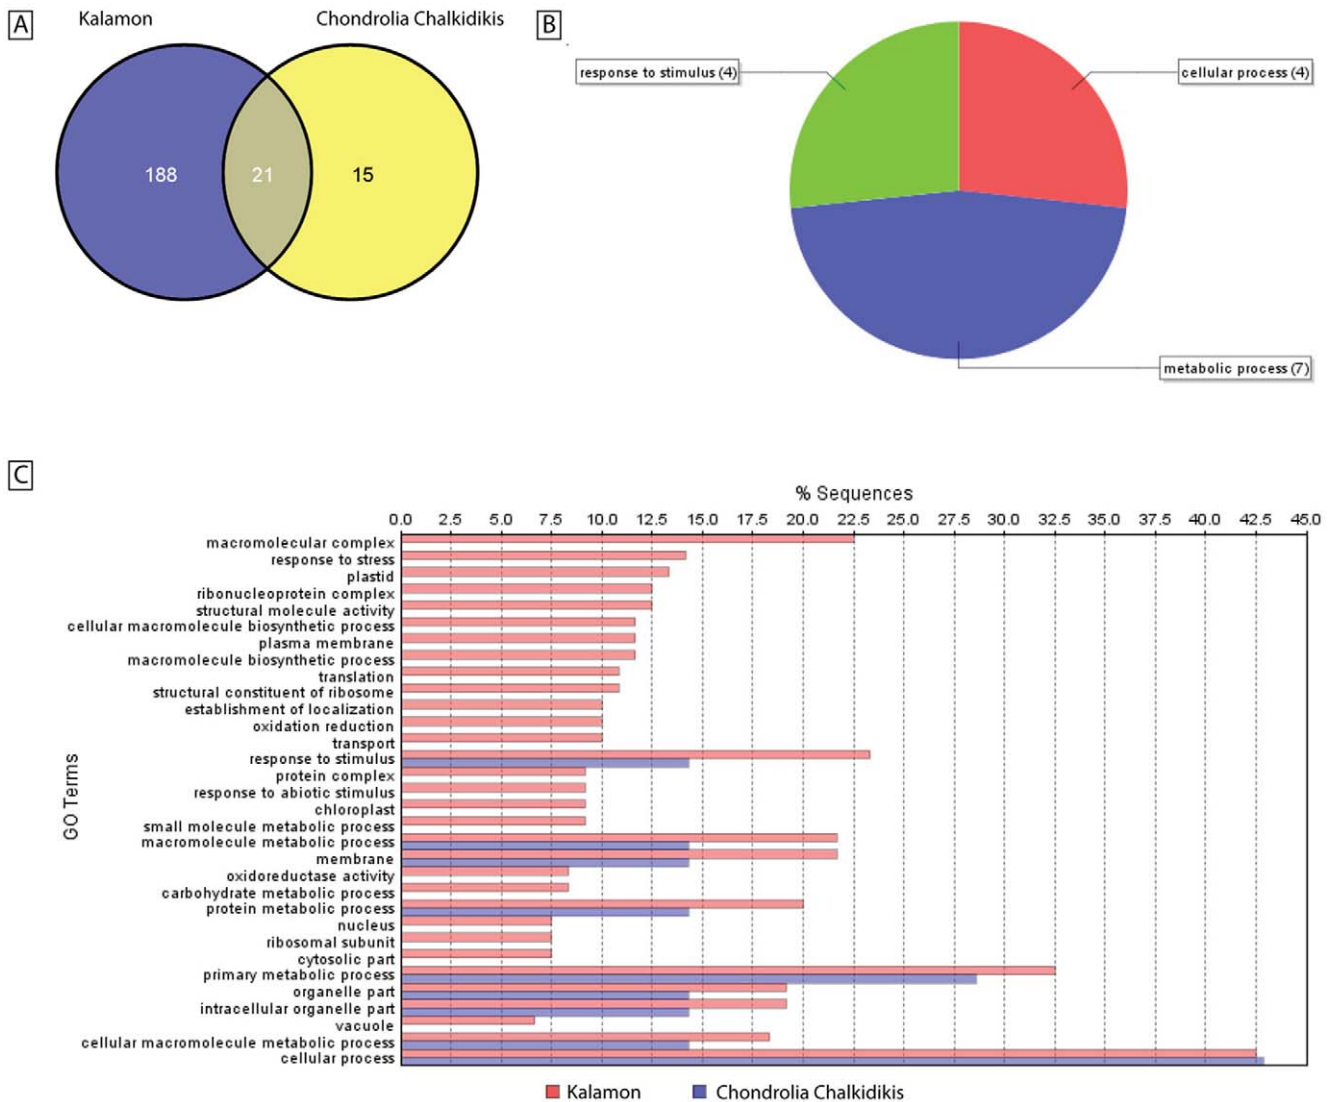 A
Kalamon
Chondrolia Chalkidikis
188
21
15
B
response to stimulus (4)
cellular process (4)
metabolic process (7)
C
% Sequences
0.0 2.5 5.0 7.5 10.0 12.5 15.0 17.5 20.0 22.5 25.0 27.5 30.0 32.5 35.0 37.5 40.0 42.5 45.0
GO Terms
macromolecular complex
response to stress
plastid
ribonucleoprotein complex
structural molecule activity
cellular macromolecule biosynthetic process
plasma membrane
macromolecule biosynthetic process
translation
structural constituent of ribosome
establishment of localization
oxidation reduction
transport
response to stimulus
protein complex
response to abiotic stimulus
chloroplast
small molecule metabolic process
macromolecule metabolic process
membrane
oxidoreductase activity
carbohydrate metabolic process
protein metabolic process
nucleus
ribosomal subunit
cytosolic part
primary metabolic process
organelle part
intracellular organelle part
vacuole
cellular macromolecule metabolic process
cellular process
Kalamon
Chondrolia Chalkidikis